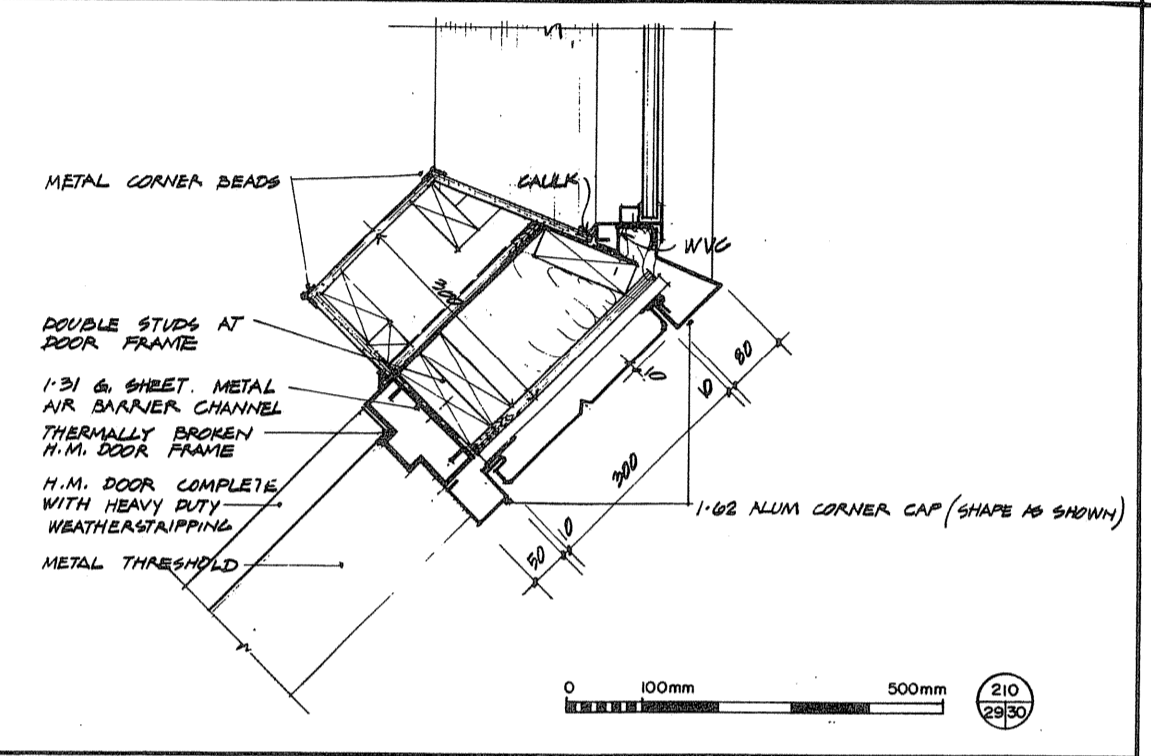 METAL CORNER BEADS
CAULK
WVC
300
DOUBLE STUDS AT
DOOR FRAME
1.31 G. SHEET. METAL
AIR BARRIER CHANNEL
THERMALLY BROKEN
H.M. DOOR FRAME
H.M. DOOR COMPLETE
WITH HEAVY DUTY
WEATHERSTRIPPING
METAL THRESHOLD
10
80
10
300
10
50
1.62 ALUM CORNER CAP (SHAPE AS SHOWN)
0 100mm 500mm
210
29 30